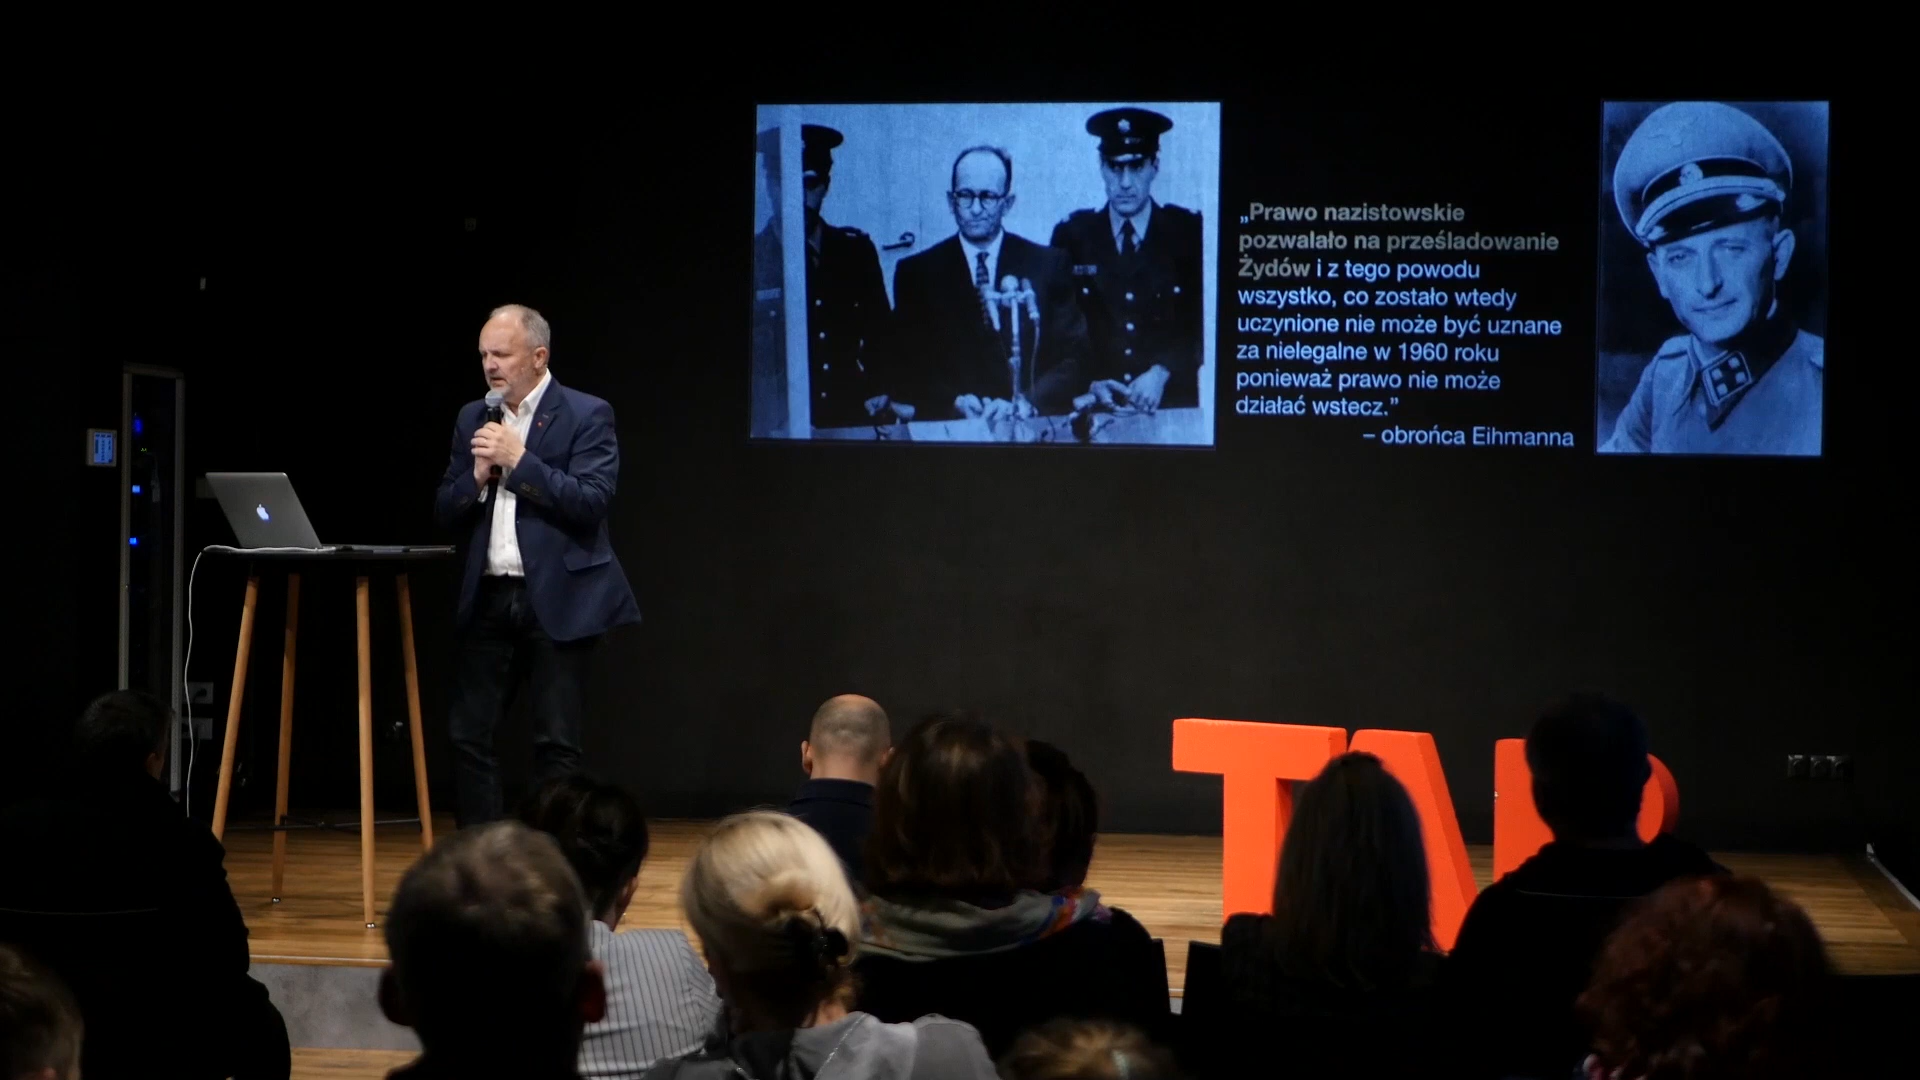 „Prawo nazistowskie
pozwalało na prześladowanie
Żydów i z tego powodu
wszystko, co zostało wtedy
uczynione nie może być uznane
za nielegalne w 1960 roku
ponieważ prawo nie może
działać wstecz.”
– obrońca Eihmanna